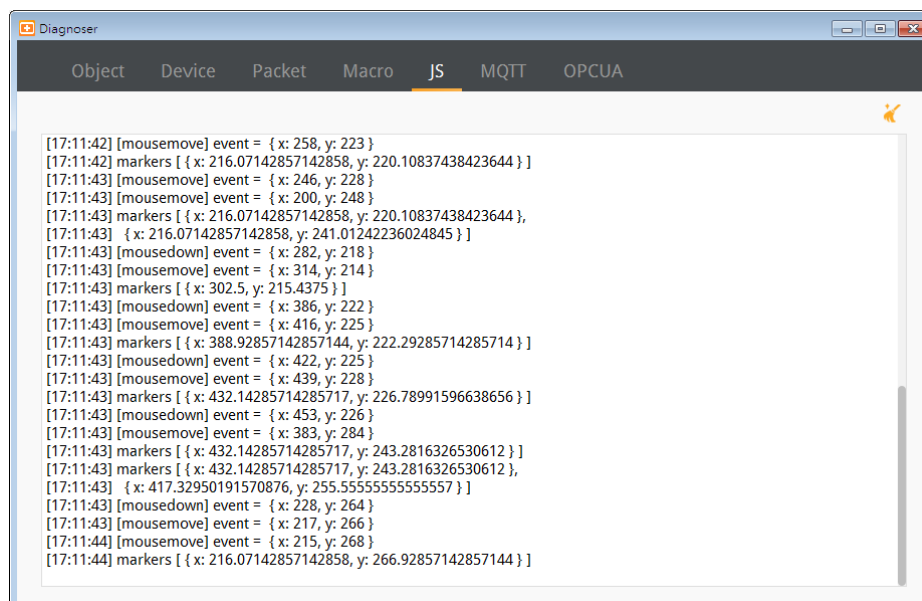 Diagnoser
Object Device Packet Macro JS MQTT OPCUA
[17:11:42] [mousemove] event = { x: 258, y: 223 }
[17:11:42] markers [ { x: 216.07142857142858, y: 220.10837438423644 } ]
[17:11:43] [mousemove] event = { x: 246, y: 228 }
[17:11:43] [mousemove] event = { x: 200, y: 248 }
[17:11:43] markers [ { x: 216.07142857142858, y: 220.10837438423644 },
[17:11:43] { x: 216.07142857142858, y: 241.01242236024845 } ]
[17:11:43] [mousedown] event = { x: 282, y: 218 }
[17:11:43] [mousemove] event = { x: 314, y: 214 }
[17:11:43] markers [ { x: 302.5, y: 215.4375 } ]
[17:11:43] [mousedown] event = { x: 386, y: 222 }
[17:11:43] [mousemove] event = { x: 416, y: 225 }
[17:11:43] markers [ { x: 388.92857142857144, y: 222.29285714285714 } ]
[17:11:43] [mousedown] event = { x: 422, y: 225 }
[17:11:43] [mousemove] event = { x: 439, y: 228 }
[17:11:43] markers [ { x: 432.14285714285717, y: 226.78991596638656 } ]
[17:11:43] [mousedown] event = { x: 453, y: 226 }
[17:11:43] [mousemove] event = { x: 383, y: 284 }
[17:11:43] markers [ { x: 432.14285714285717, y: 243.2816326530612 } ]
[17:11:43] markers [ { x: 432.14285714285717, y: 243.2816326530612 },
[17:11:43] { x: 417.32950191570876, y: 255.55555555555557 } ]
[17:11:43] [mousedown] event = { x: 228, y: 264 }
[17:11:43] [mousemove] event = { x: 217, y: 266 }
[17:11:44] [mousemove] event = { x: 215, y: 268 }
[17:11:44] markers [ { x: 216.07142857142858, y: 266.92857142857144 } ]